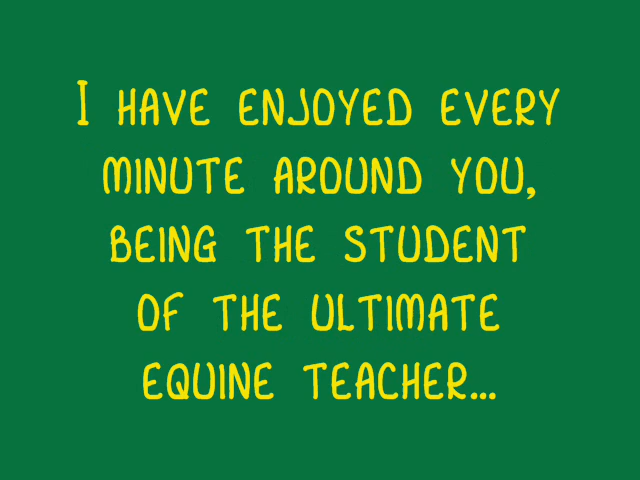 I HAVE ENJOYED EVERY
MINUTE AROUND YOU,
BEING THE STUDENT
OF THE ULTIMATE
EQUINE TEACHER...